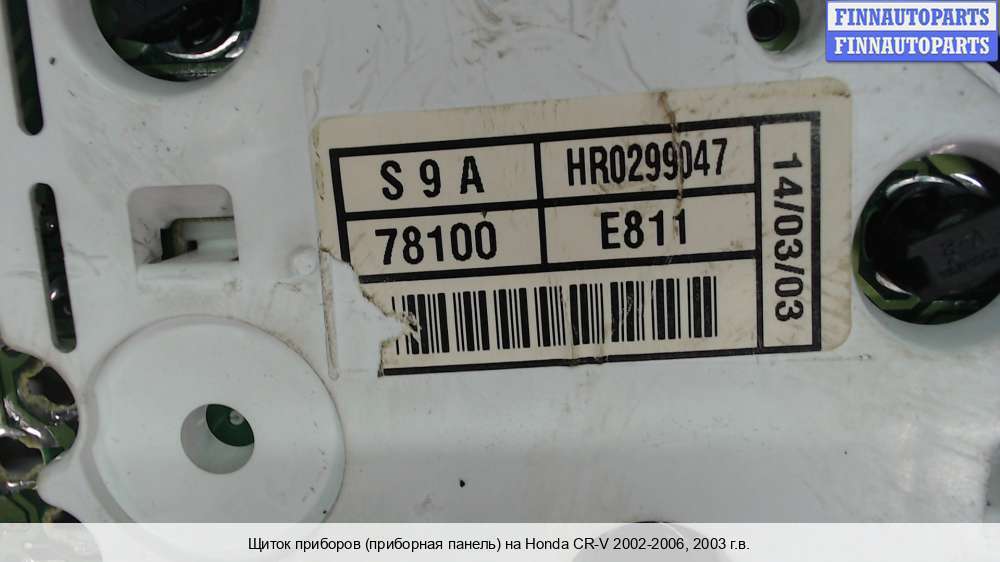 FINNAUTOPARTS
FINNAUTOPARTS
S 9 A HR0299047
78100 E811
14/03/03
Щиток приборов (приборная панель) на Honda CR-V 2002-2006, 2003 г.в.